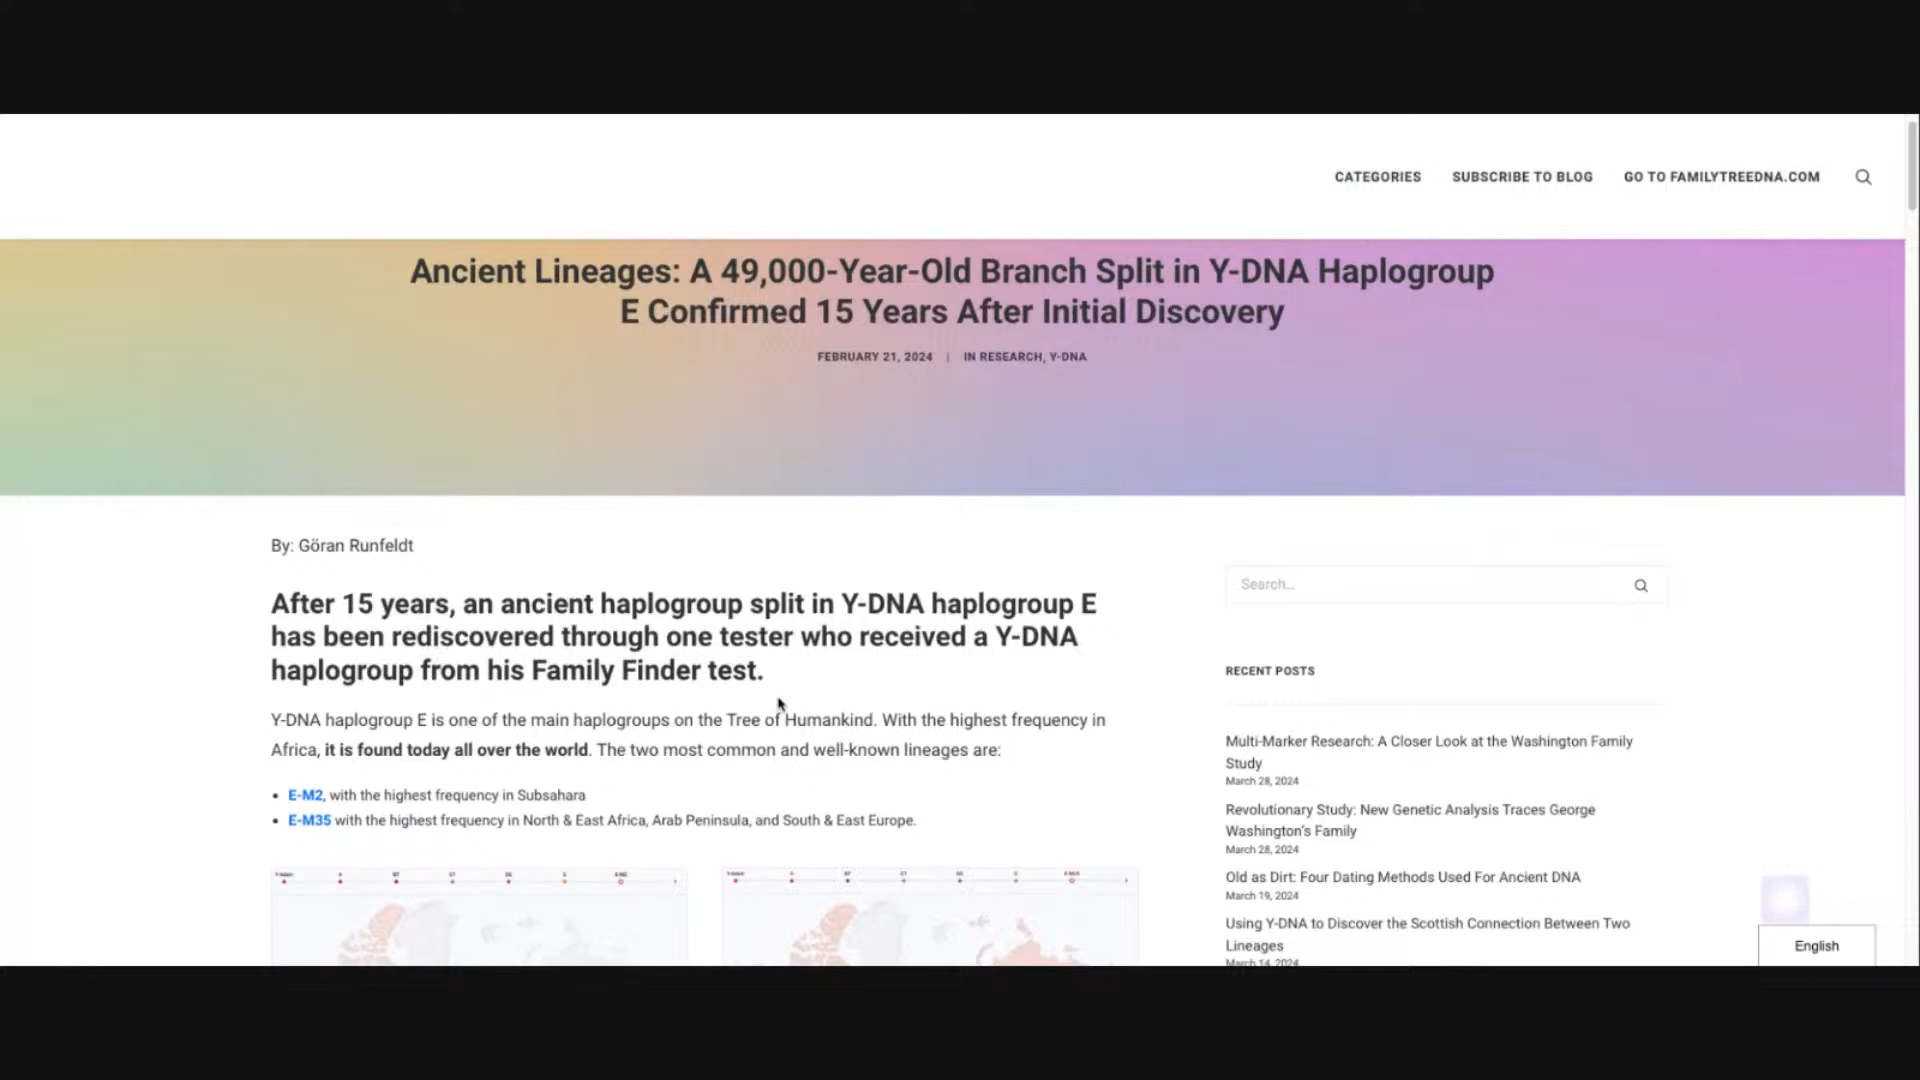 CATEGORIES SUBSCRIBE TO BLOG GO TO FAMILYTREEDNA.COM
Ancient Lineages: A 49,000-Year-Old Branch Split in Y-DNA Haplogroup
E Confirmed 15 Years After Initial Discovery
FEBRUARY 21, 2024 | IN RESEARCH, Y-DNA
By: Göran Runfeldt
After 15 years, an ancient haplogroup split in Y-DNA haplogroup E
has been rediscovered through one tester who received a Y-DNA
haplogroup from his Family Finder test.
Y-DNA haplogroup E is one of the main haplogroups on the Tree of Humankind. With the highest frequency in
Africa, it is found today all over the world. The two most common and well-known lineages are:
• E-M2, with the highest frequency in Subsahara
• E-M35 with the highest frequency in North & East Africa, Arab Peninsula, and South & East Europe.
Search...
RECENT POSTS
Multi-Marker Research: A Closer Look at the Washington Family
Study
March 28, 2024
Revolutionary Study: New Genetic Analysis Traces George
Washington's Family
March 28, 2024
Old as Dirt: Four Dating Methods Used For Ancient DNA
March 19, 2024
Using Y-DNA to Discover the Scottish Connection Between Two
Lineages
March 14, 2024
English